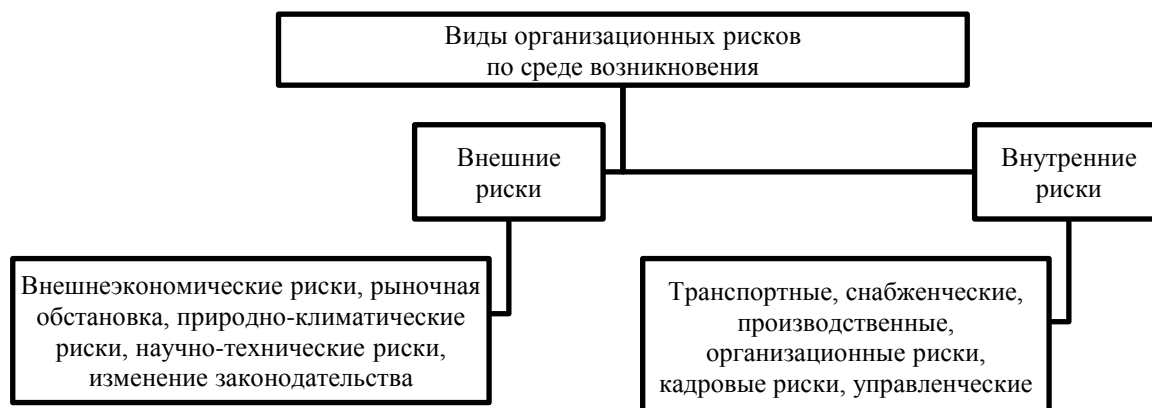 Виды организационных рисков
по среде возникновения
Внешние
риски
Внутренние
риски
Внешнеэкономические риски, рыночная
обстановка, природно-климатические
риски, научно-технические риски,
изменение законодательства
Транспортные, снабженческие,
производственные,
организационные риски,
кадровые риски, управленческие